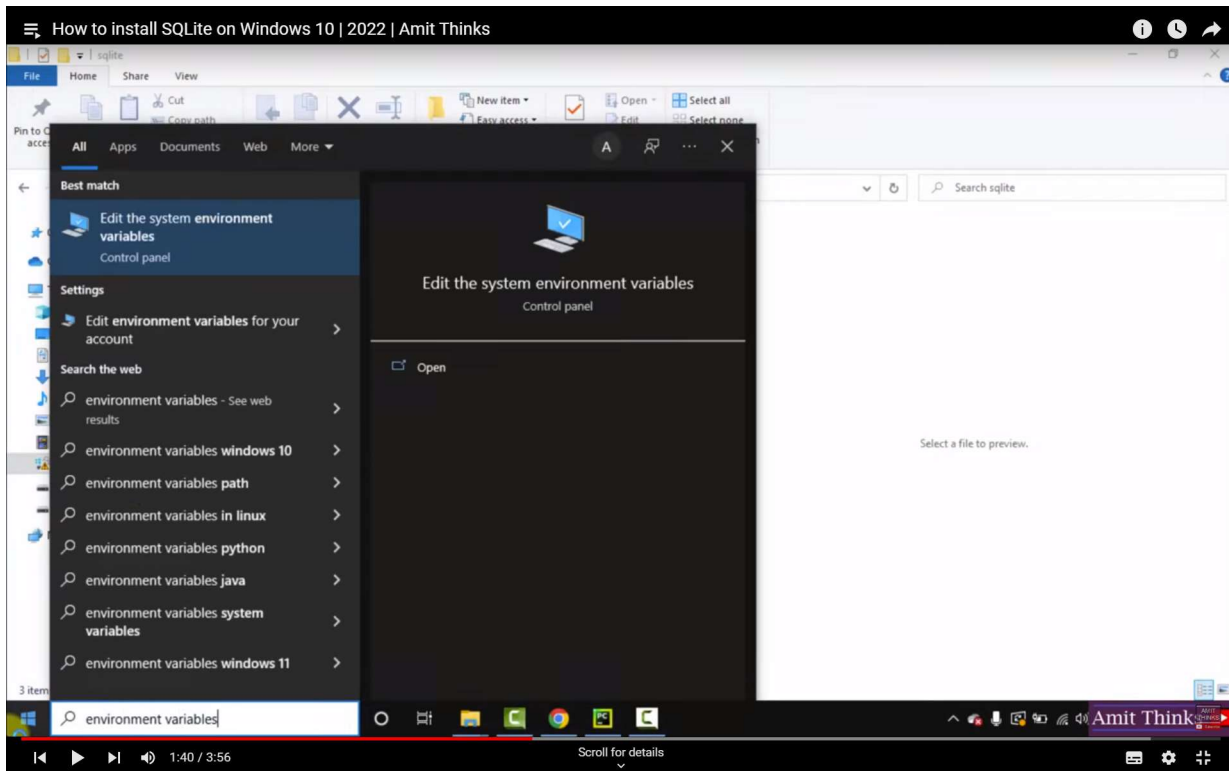 How to install SQLite on Windows 10 | 2022 | Amit Thinks
sqlite
File Home Share View
Cut
Copy path
New item
Easy access
Open
Edit
Select all
Select none
Pin to
All Apps Documents Web More
A
Best match
Search sqlite
Edit the system environment
variables
Control panel
Edit the system environment variables
Control panel
Settings
Edit environment variables for your
account
Open
Search the web
environment variables - See web
results
environment variables windows 10
environment variables path
environment variables in linux
environment variables python
environment variables java
environment variables system
variables
environment variables windows 11
Select a file to preview.
3 item
environment variables
PC
Amit Think
1:40 / 3:56
Scroll for details